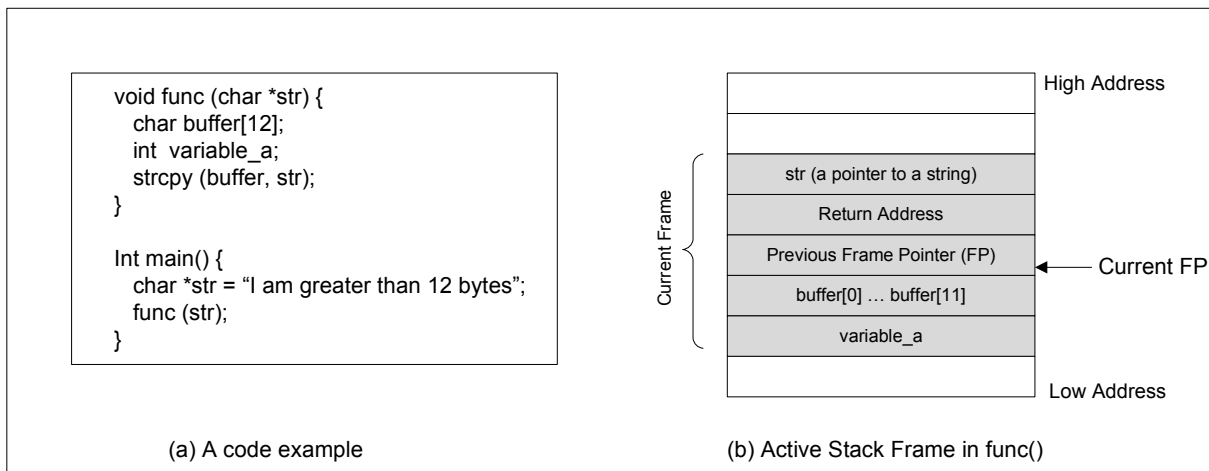 void func (char *str) {
char buffer[12];
int variable_a;
strcpy (buffer, str);
}
Int main() {
char *str = “I am greater than 12 bytes”;
func (str);
}
(a) A code example
High Address
Current Frame
str (a pointer to a string)
Return Address
Previous Frame Pointer (FP)
Current FP
buffer[0] … buffer[11]
variable_a
Low Address
(b) Active Stack Frame in func()